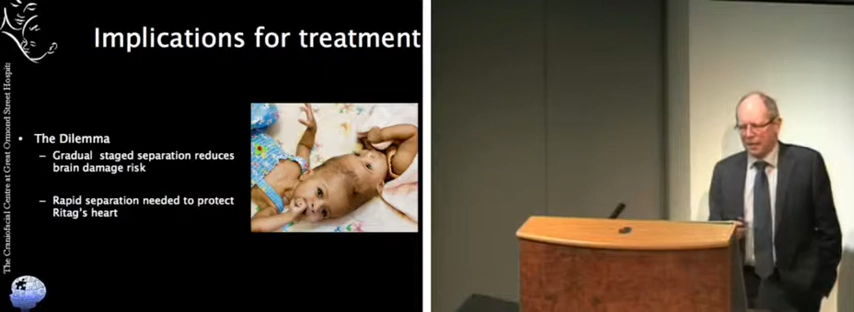 Implications for treatment
• The Dilemma
– Gradual staged separation reduces
brain damage risk
– Rapid separation needed to protect
Ritag's heart
The Craniofacial Centre at Great Ormond Street Hospit